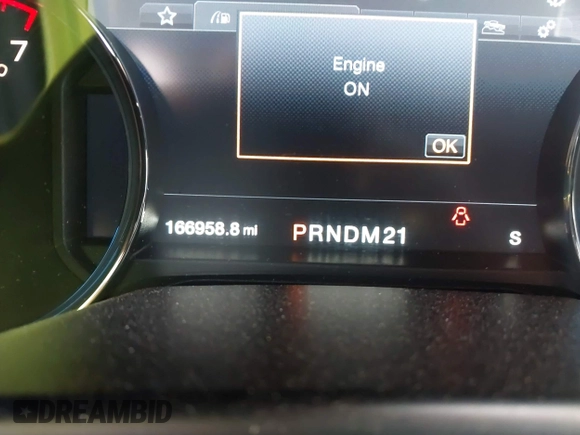 7
Engine
ON
OK
166958.8 mi
PRNDM21
S
DREAMBID